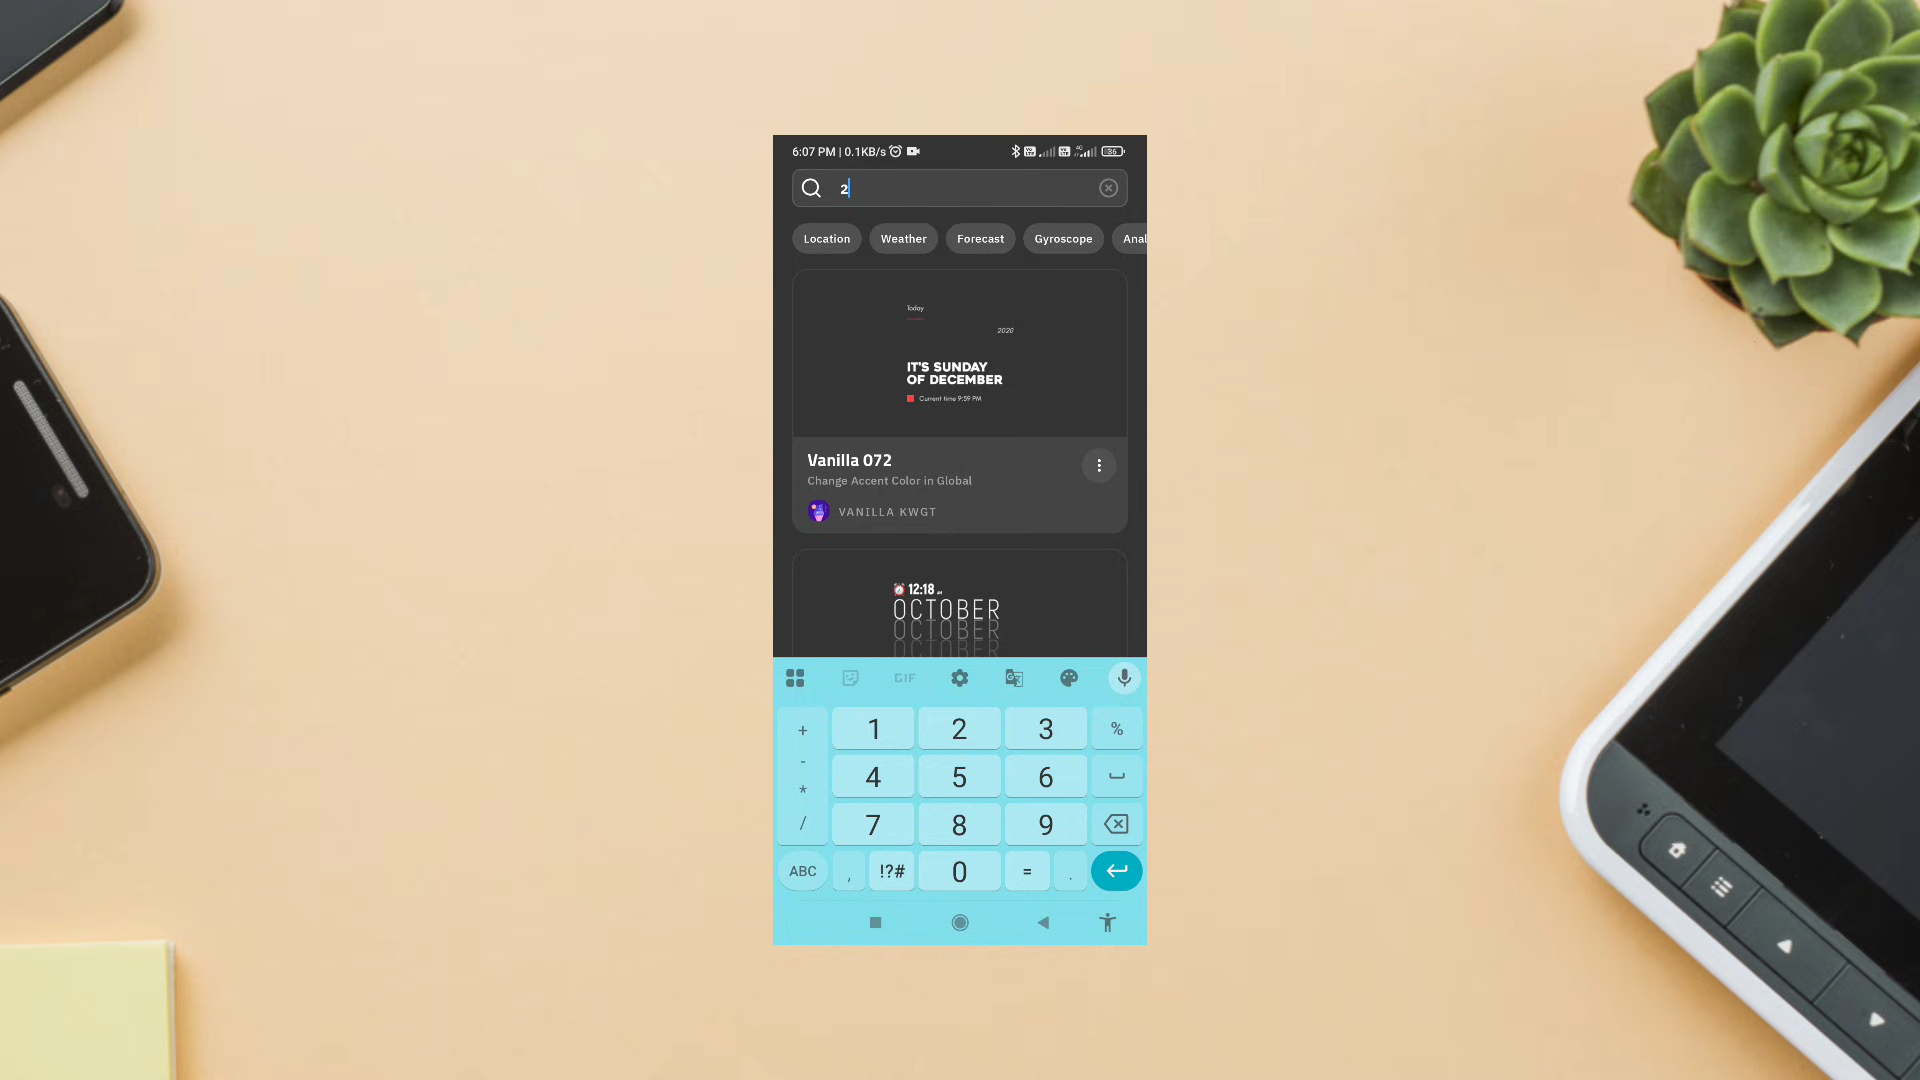 6:07 PM | 0.1KB/s
36
2
Location
Weather
Forecast
Gyroscope
Anal
Today
2020
IT'S SUNDAY
OF DECEMBER
Current time 9:59 PM
Vanilla 072
Change Accent Color in Global
VANILLA KWGT
12:18
OCTOBER
OCTOBER
OCTOBER
GIF
+ 1 2 3 %
-
4 5 6
*
/ 7 8 9
ABC , !?# 0 = .